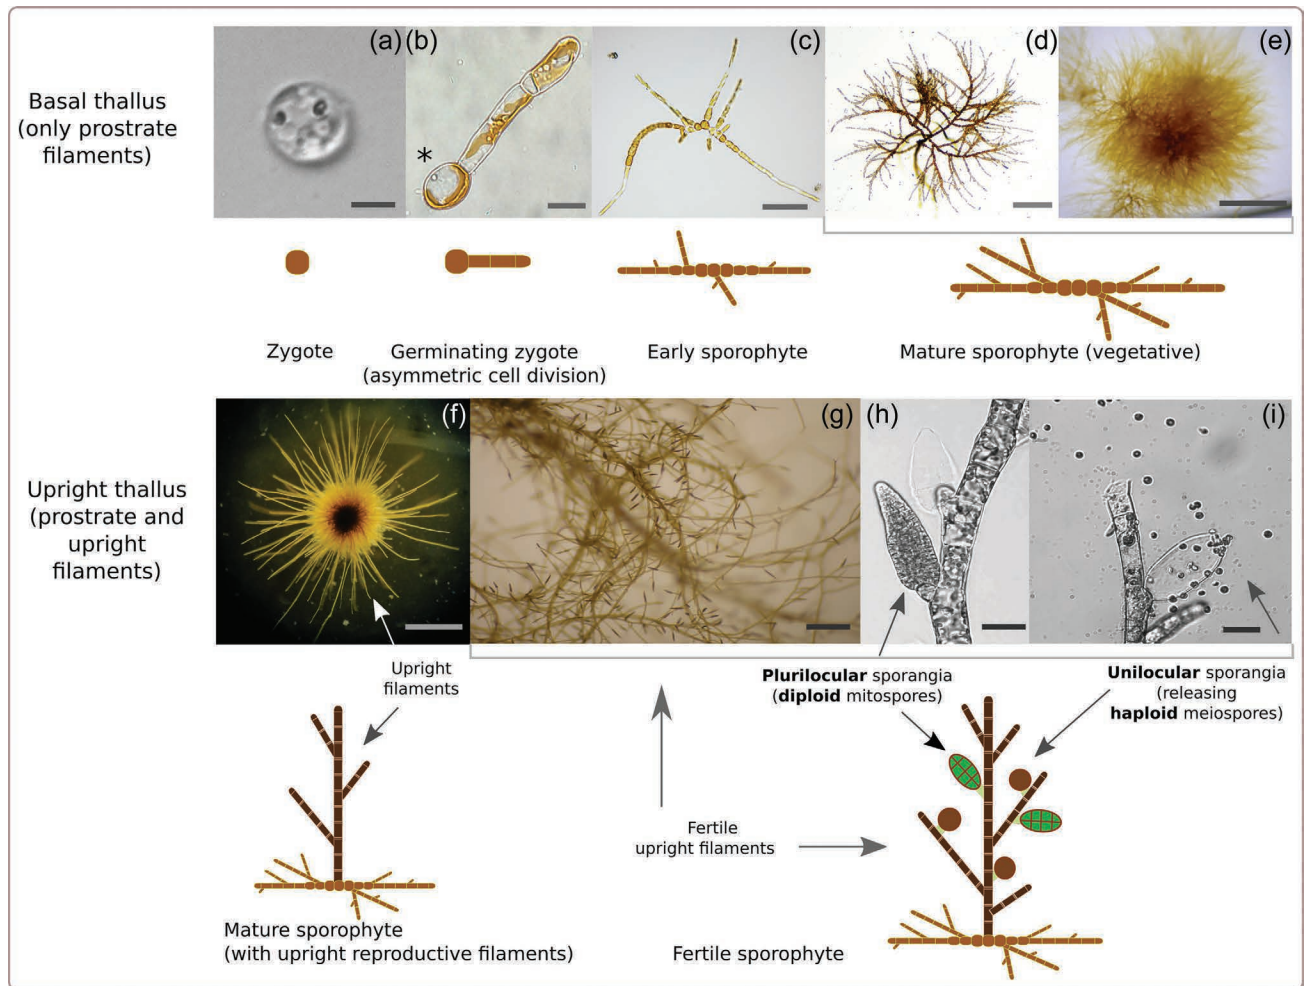 (a)
(b)
(c)
(d)
(e)
Basal thallus
(only prostrate
filaments)
*
Zygote
Germinating zygote
(asymmetric cell division)
Early sporophyte
Mature sporophyte (vegetative)
(f)
(g)
(h)
(i)
Upright thallus
(prostrate and
upright
filaments)
Upright
filaments
Plurilocular sporangia
(diploid mitospores)
Unilocular sporangia
(releasing
haploid meiospores)
Fertile
upright filaments
Mature sporophyte
(with upright reproductive filaments)
Fertile sporophyte